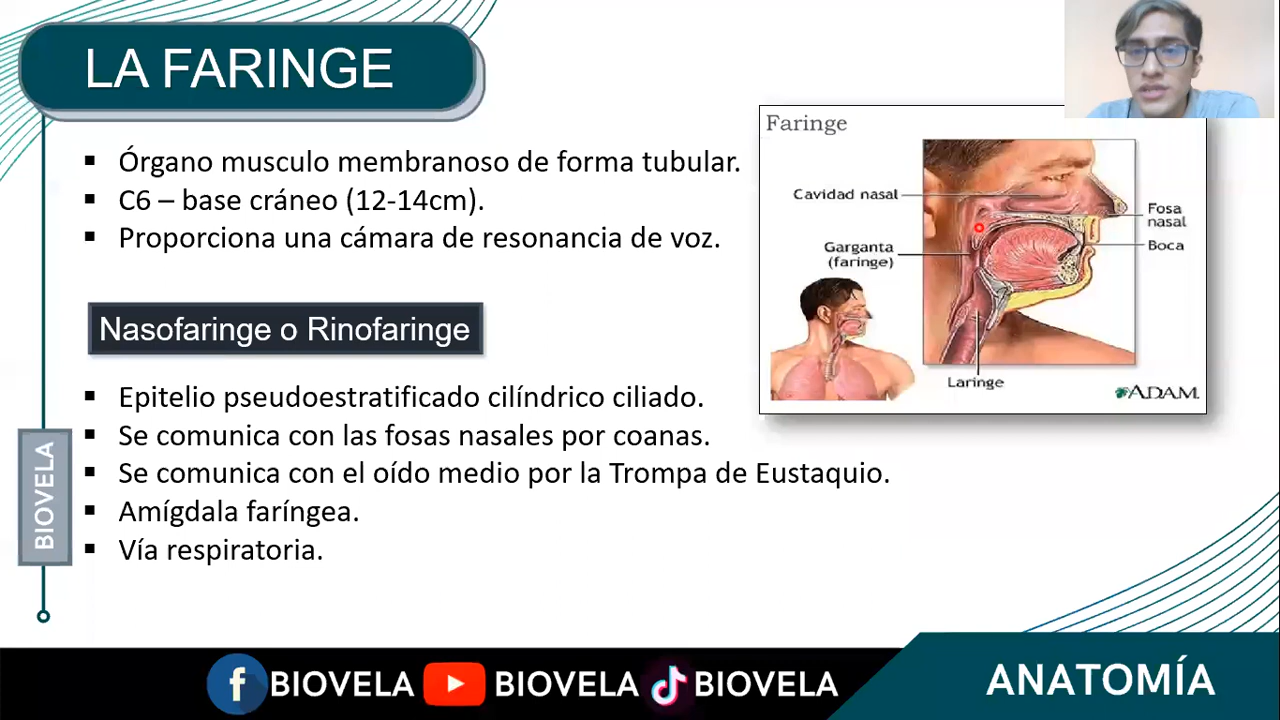 LA FARINGE
Órgano musculo membranoso de forma tubular.
C6 – base cráneo (12-14cm).
Proporciona una cámara de resonancia de voz.
Nasofaringe o Rinofaringe
Epitelio pseudoestratificado cilíndrico ciliado.
Se comunica con las fosas nasales por coanas.
Se comunica con el oído medio por la Trompa de Eustaquio.
Amígdala faríngea.
Vía respiratoria.
Faringe
Cavidad nasal
Fosa
nasal
Boca
Garganta
(faringe)
Laringe
ADAM.
BIOVELA
f BIOVELA
BIOVELA
BIOVELA
ANATOMÍA